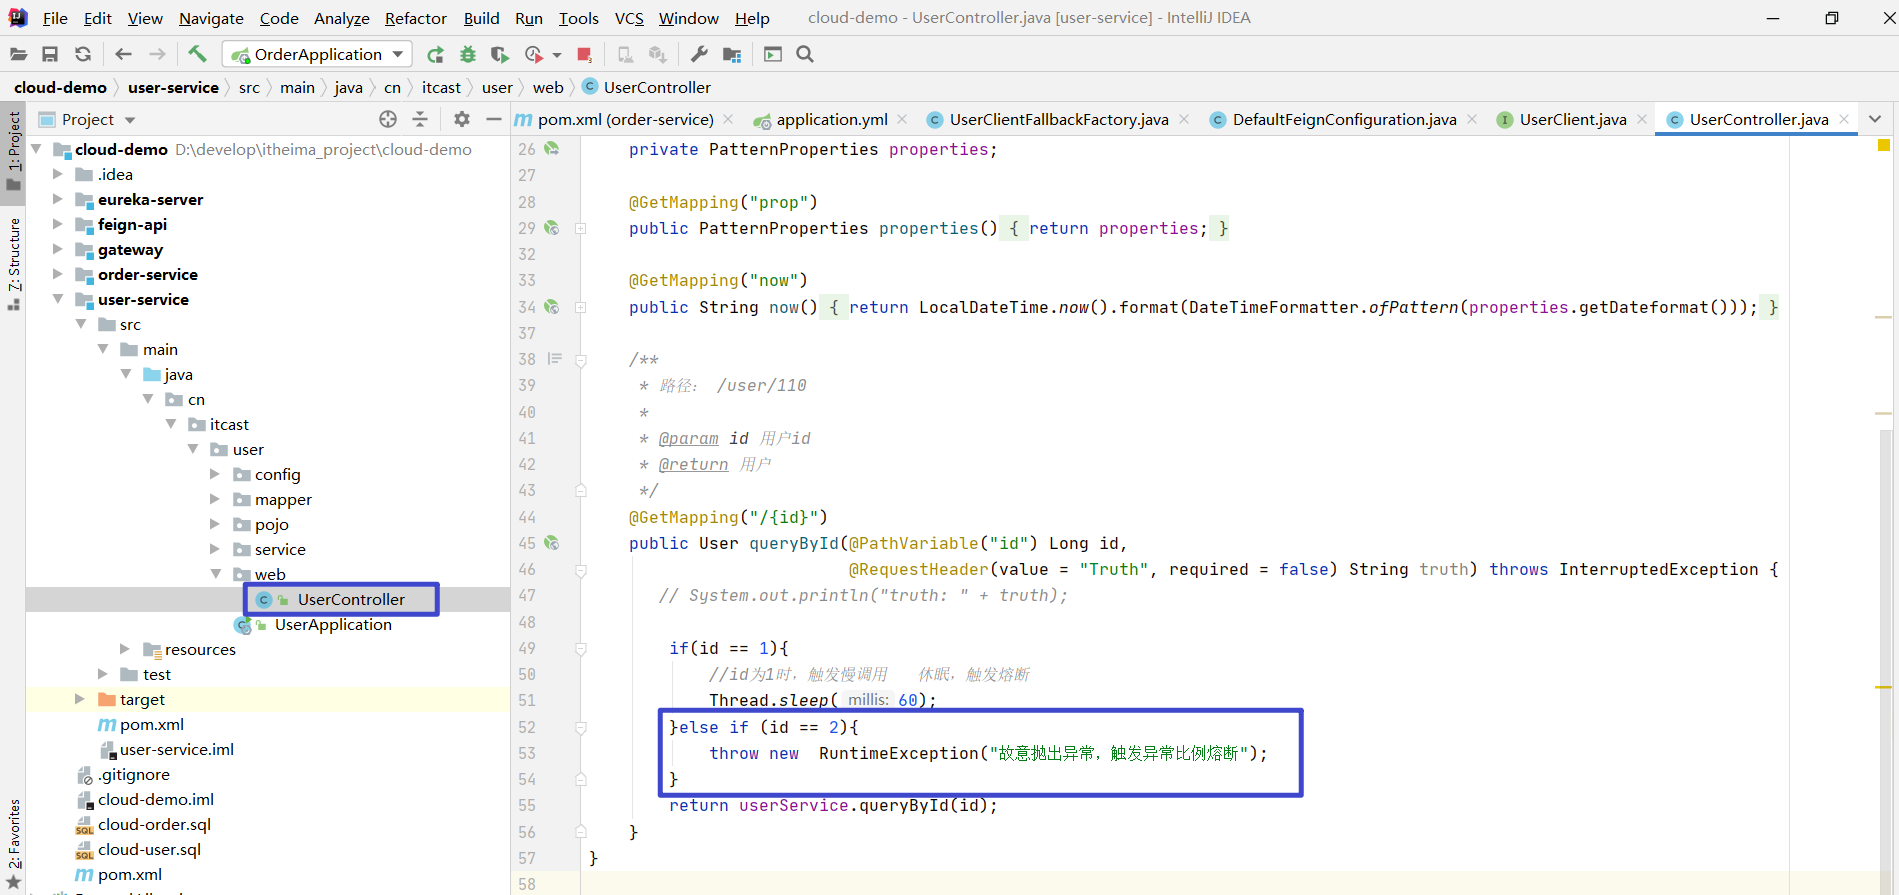 File Edit View Navigate Code Analyze Refactor Build Run Tools VCS Window Help cloud-demo - UserController.java [user-service] - IntelliJ IDEA
OrderApplication
cloud-demo user-service src main java cn itcast user web UserController
1: Project
7: Structure
2: Favorites
Project
cloud-demo D:\develop\itheima_project\cloud-demo
.idea
eureka-server
feign-api
gateway
order-service
user-service
src
main
java
cn
itcast
user
config
mapper
pojo
service
web
UserController
UserApplication
resources
test
target
pom.xml
user-service.iml
.gitignore
cloud-demo.iml
cloud-order.sql
cloud-user.sql
pom.xml
pom.xml (order-service) application.yml UserClientFallbackFactory.java DefaultFeignConfiguration.java UserClient.java UserController.java
26 private PatternProperties properties;
27
28 @GetMapping("prop")
29 public PatternProperties properties() { return properties; }
32
33 @GetMapping("now")
34 public String now() { return LocalDateTime.now().format(DateTimeFormatter.ofPattern(properties.getDateformat())); }
37
38 /**
39 * 路径： /user/110
40 *
41 * @param id 用户id
42 * @return 用户
43 */
44 @GetMapping("/{id}")
45 public User queryById(@PathVariable("id") Long id,
46 @RequestHeader(value = "Truth", required = false) String truth) throws InterruptedException {
47 // System.out.println("truth: " + truth);
48
49 if(id == 1){
50 //id为1时，触发慢调用 休眠，触发熔断
51 Thread.sleep( millis: 60);
52 }else if (id == 2){
53 throw new RuntimeException("故意抛出异常，触发异常比例熔断");
54 }
55 return userService.queryById(id);
56 }
57 }
58